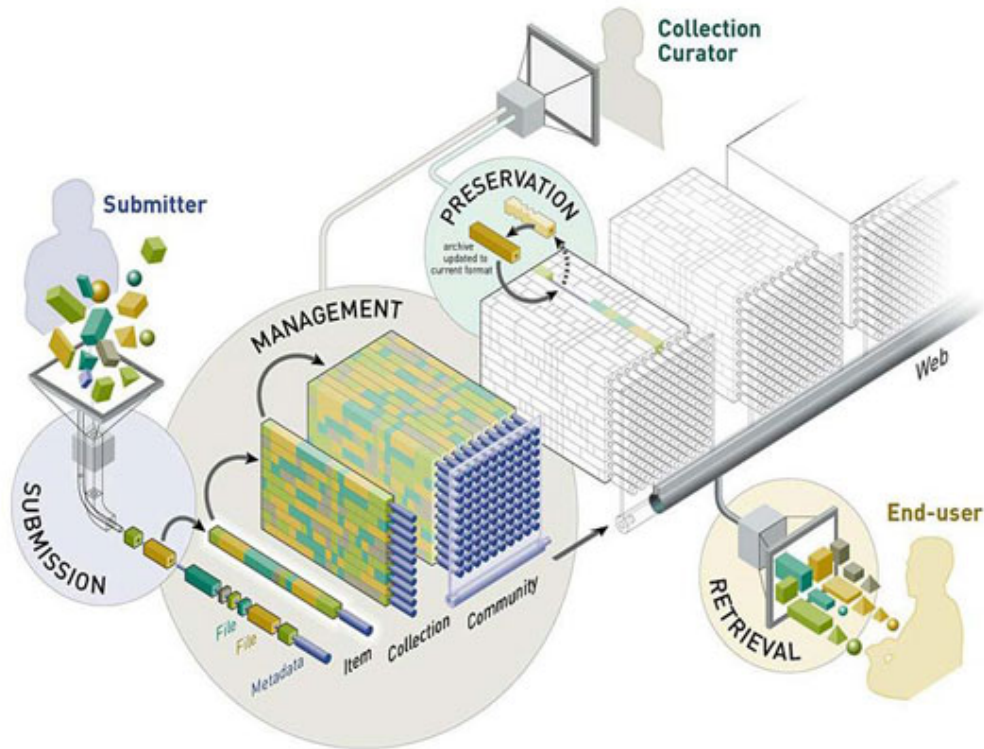 Collection
Curator
Submitter
PRESERVATION
archive
updated to
current format
MANAGEMENT
Web
SUBMISSION
End-user
RETRIEVAL
File
File
Metadata
Item
Collection
Community